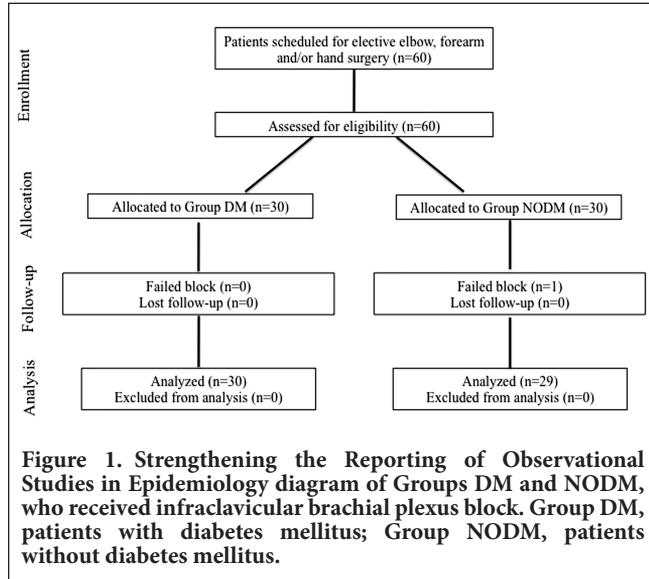 Enrollment
Patients scheduled for elective elbow, forearm
and/or hand surgery (n=60)
Assessed for eligibility (n=60)
Allocation
Allocated to Group DM (n=30)
Allocated to Group NODM (n=30)
Follow-up
Failed block (n=0)
Lost follow-up (n=0)
Failed block (n=1)
Lost follow-up (n=0)
Analysis
Analyzed (n=30)
Excluded from analysis (n=0)
Analyzed (n=29)
Excluded from analysis (n=0)
Figure 1. Strengthening the Reporting of Observational
Studies in Epidemiology diagram of Groups DM and NODM,
who received infraclavicular brachial plexus block. Group DM,
patients with diabetes mellitus; Group NODM, patients
without diabetes mellitus.